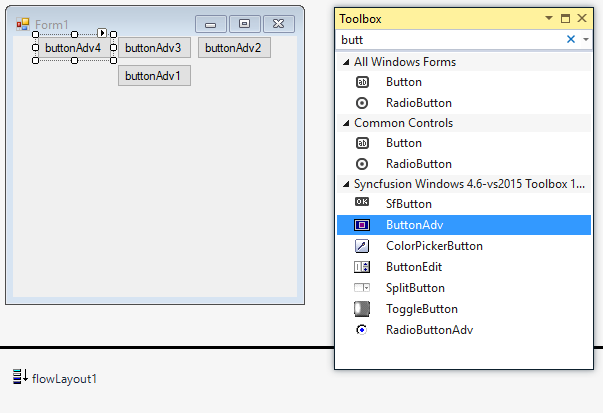 Form1
buttonAdv4 buttonAdv3 buttonAdv2
buttonAdv1
Toolbox
butt
All Windows Forms
Button
RadioButton
Common Controls
Button
RadioButton
Syncfusion Windows 4.6-vs2015 Toolbox 1...
OK SfButton
ButtonAdv
ColorPickerButton
ButtonEdit
SplitButton
ToggleButton
RadioButtonAdv
flowLayout1